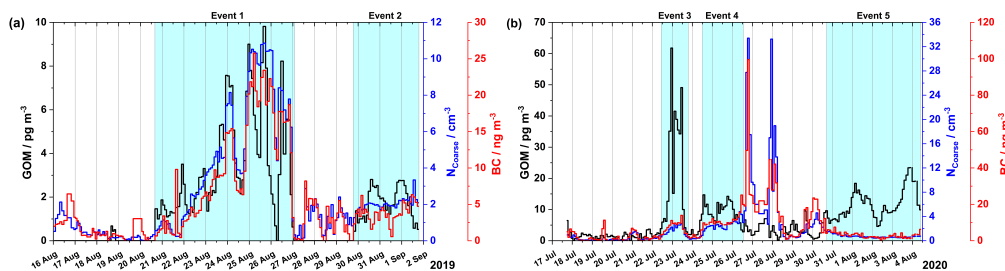 (a)
Event 1
Event 2
GOM / pg m-3
10
8
6
4
2
0
12
10
8
6
4
2
0
N_Coarse / cm-3
30
25
20
15
10
5
0
BC / ng m-3
16 Aug
17 Aug
18 Aug
19 Aug
20 Aug
21 Aug
22 Aug
23 Aug
24 Aug
25 Aug
26 Aug
27 Aug
28 Aug
29 Aug
30 Aug
31 Aug
1 Sep
2 Sep
2019
(b)
Event 3
Event 4
Event 5
GOM / pg m-3
70
60
50
40
30
20
10
0
36
30
24
18
12
6
0
N_Coarse / cm-3
120
100
80
60
40
20
0
BC / ng m-3
17 Jul
18 Jul
19 Jul
20 Jul
21 Jul
22 Jul
23 Jul
24 Jul
25 Jul
26 Jul
27 Jul
28 Jul
29 Jul
30 Jul
31 Jul
1 Aug
2 Aug
3 Aug
4 Aug
2020